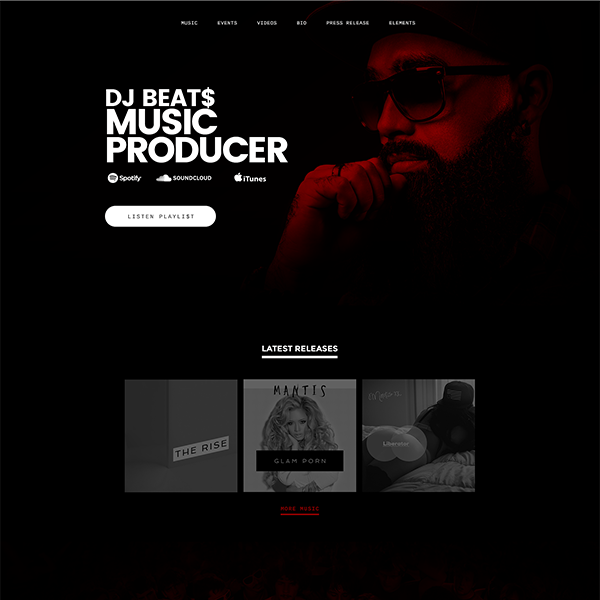 MUSIC EVENTS VIDEOS BIO PRESS RELEASE ELEMENTS
DJ BEAT$
MUSIC
PRODUCER
Spotify SOUNDCLOUD iTunes
LISTEN PLAYLI$T
LATEST RELEASES
THE RISE
MANTIS
GLAM PORN
Liberator
MORE MUSIC